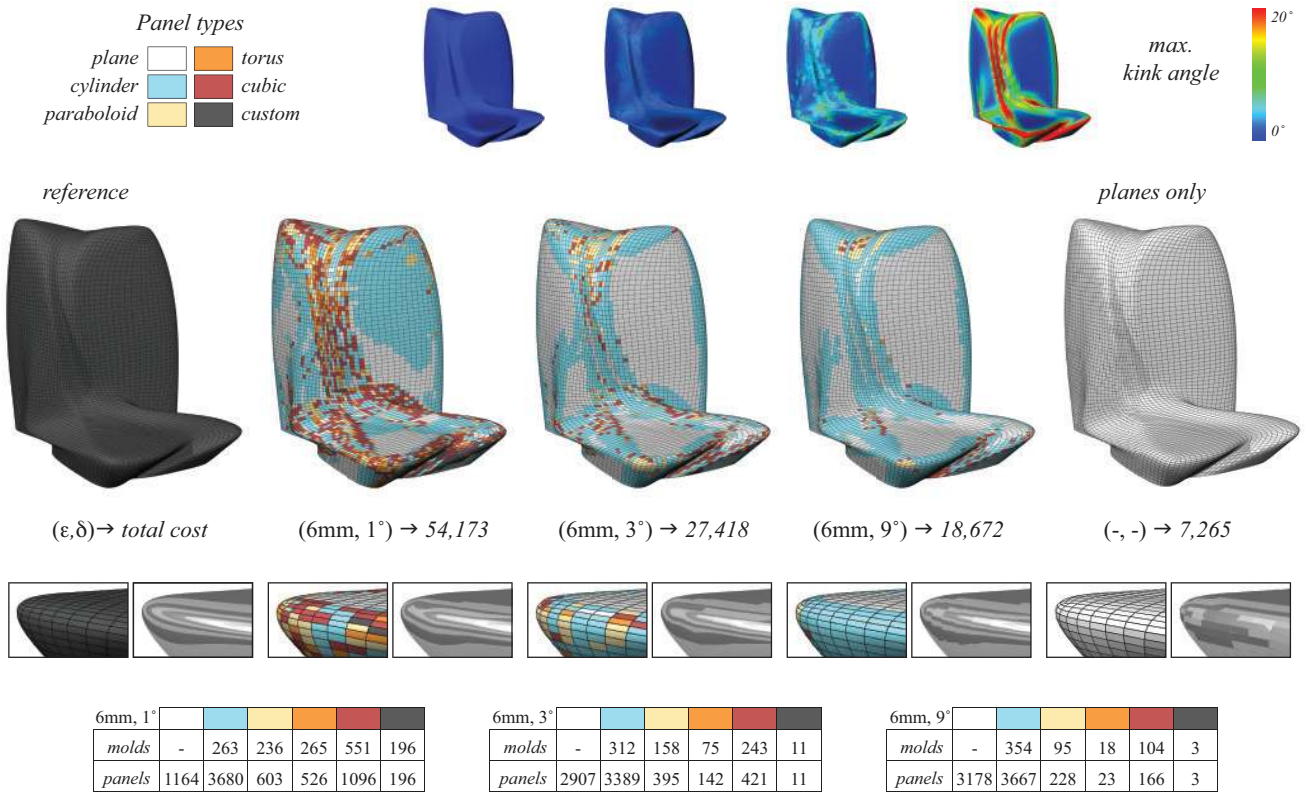 Panel types
plane torus
cylinder cubic
paraboloid custom
max.
kink angle
20°
0°
reference
planes only
(ε,δ)→ total cost
(6mm, 1°) → 54,173
(6mm, 3°) → 27,418
(6mm, 9°) → 18,672
(-, -) → 7,265
6mm, 1°
molds - 263 236 265 551 196
panels 1164 3680 603 526 1096 196
6mm, 3°
molds - 312 158 75 243 11
panels 2907 3389 395 142 421 11
6mm, 9°
molds - 354 95 18 104 3
panels 3178 3667 228 23 166 3